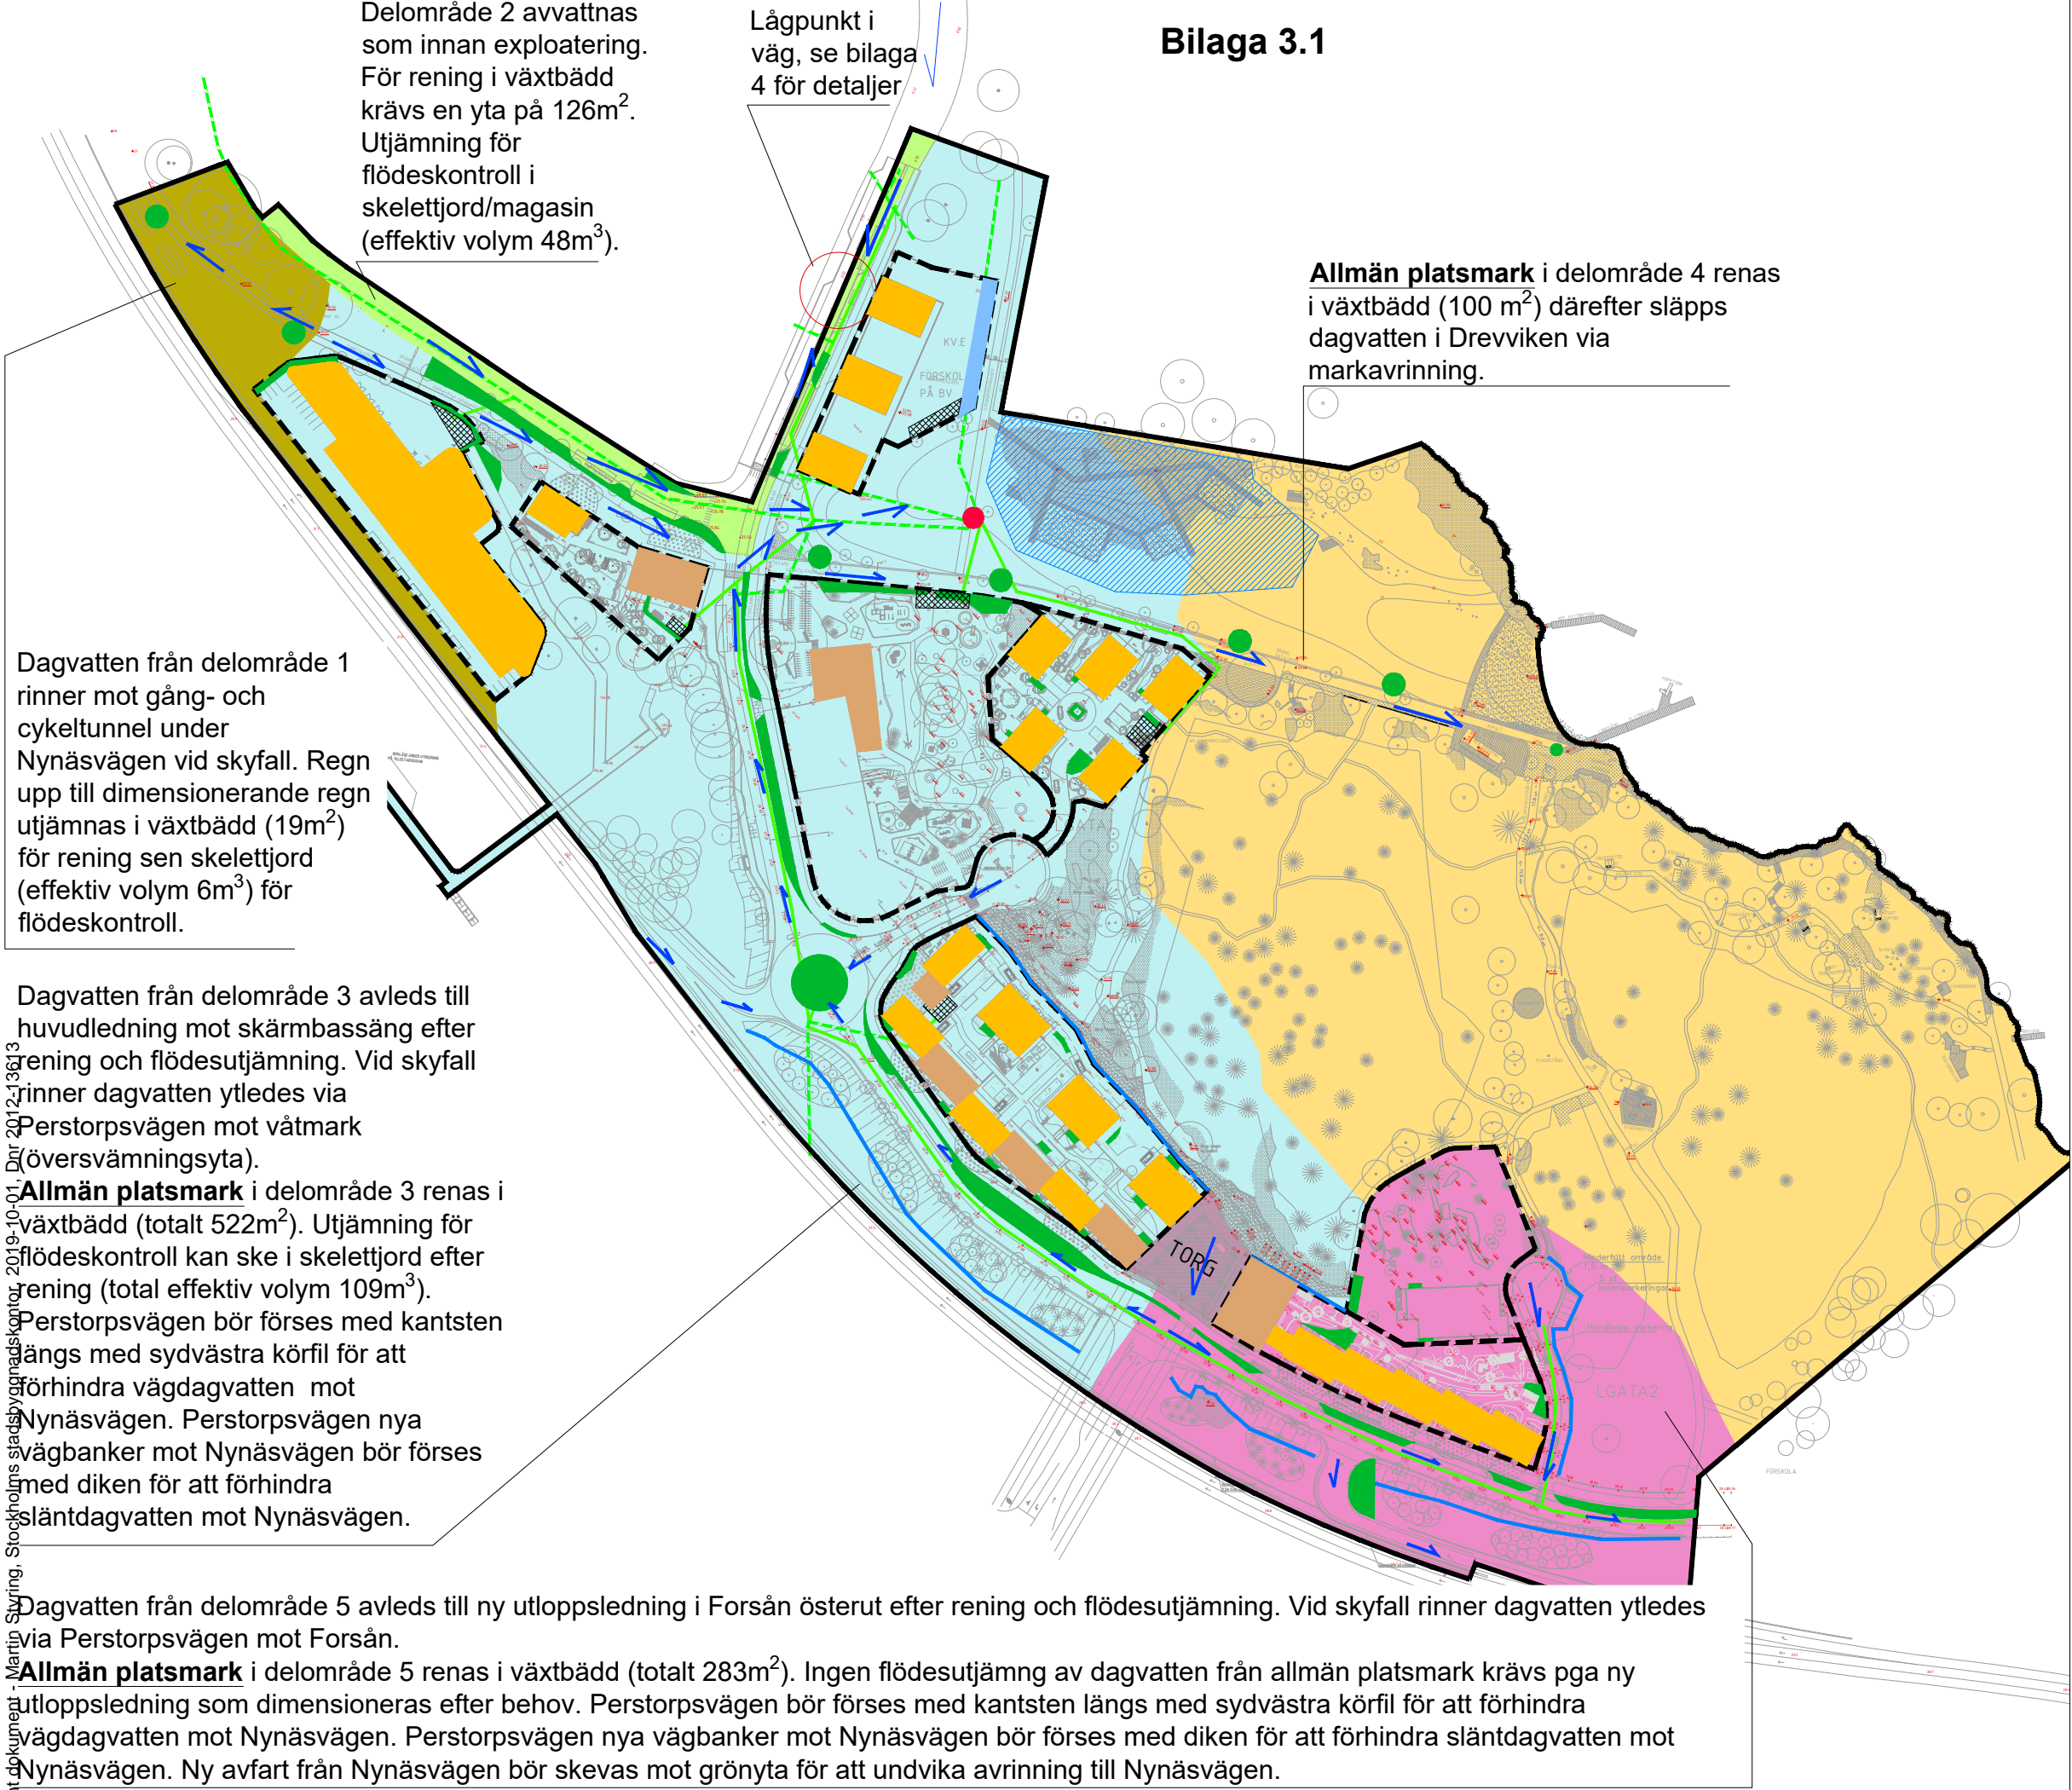 Delområde 2 avvattnas
som innan exploatering.
För rening i växtbädd
krävs en yta på 126m².
Utjämning för
flödeskontroll i
skelettjord/magasin
(effektiv volym 48m³).
Lågpunkt i
väg, se bilaga
4 för detaljer
Bilaga 3.1
Allmän platsmark i delområde 4 renas
i växtbädd (100 m²) därefter släpps
dagvatten i Drevviken via
markavrinning.
KV.E
FÖRSKOL
PÅ BV
Dagvatten från delområde 1
rinner mot gång- och
cykeltunnel under
Nynäsvägen vid skyfall. Regn
upp till dimensionerande regn
utjämnas i växtbädd (19m²)
för rening sen skelettjord
(effektiv volym 6m³) för
flödeskontroll.
Dagvatten från delområde 3 avleds till
huvudledning mot skärmbassäng efter
rening och flödesutjämning. Vid skyfall
rinner dagvatten ytledes via
Perstorpsvägen mot våtmark
(översvämningsyta).
Allmän platsmark i delområde 3 renas i
växtbädd (totalt 522m²). Utjämning för
flödeskontroll kan ske i skelettjord efter
rening (total effektiv volym 109m³).
Perstorpsvägen bör förses med kantsten
längs med sydvästra körfil för att
förhindra vägdagvatten mot
Nynäsvägen. Perstorpsvägen nya
vägbanker mot Nynäsvägen bör förses
med diken för att förhindra
släntdagvatten mot Nynäsvägen.
TORG
LGATA2
FÖRSKOLA
Dagvatten från delområde 5 avleds till ny utloppsledning i Forsån österut efter rening och flödesutjämning. Vid skyfall rinner dagvatten ytledes
via Perstorpsvägen mot Forsån.
Allmän platsmark i delområde 5 renas i växtbädd (totalt 283m²). Ingen flödesutjämng av dagvatten från allmän platsmark krävs pga ny
utloppsledning som dimensioneras efter behov. Perstorpsvägen bör förses med kantsten längs med sydvästra körfil för att förhindra
vägdagvatten mot Nynäsvägen. Perstorpsvägen nya vägbanker mot Nynäsvägen bör förses med diken för att förhindra släntdagvatten mot
Nynäsvägen. Ny avfart från Nynäsvägen bör skevas mot grönyta för att undvika avrinning till Nynäsvägen.
dokument - Martin Styring, Stockholms stadsbyggnadskontor, 2019-10-01, Dnr 2012-13613